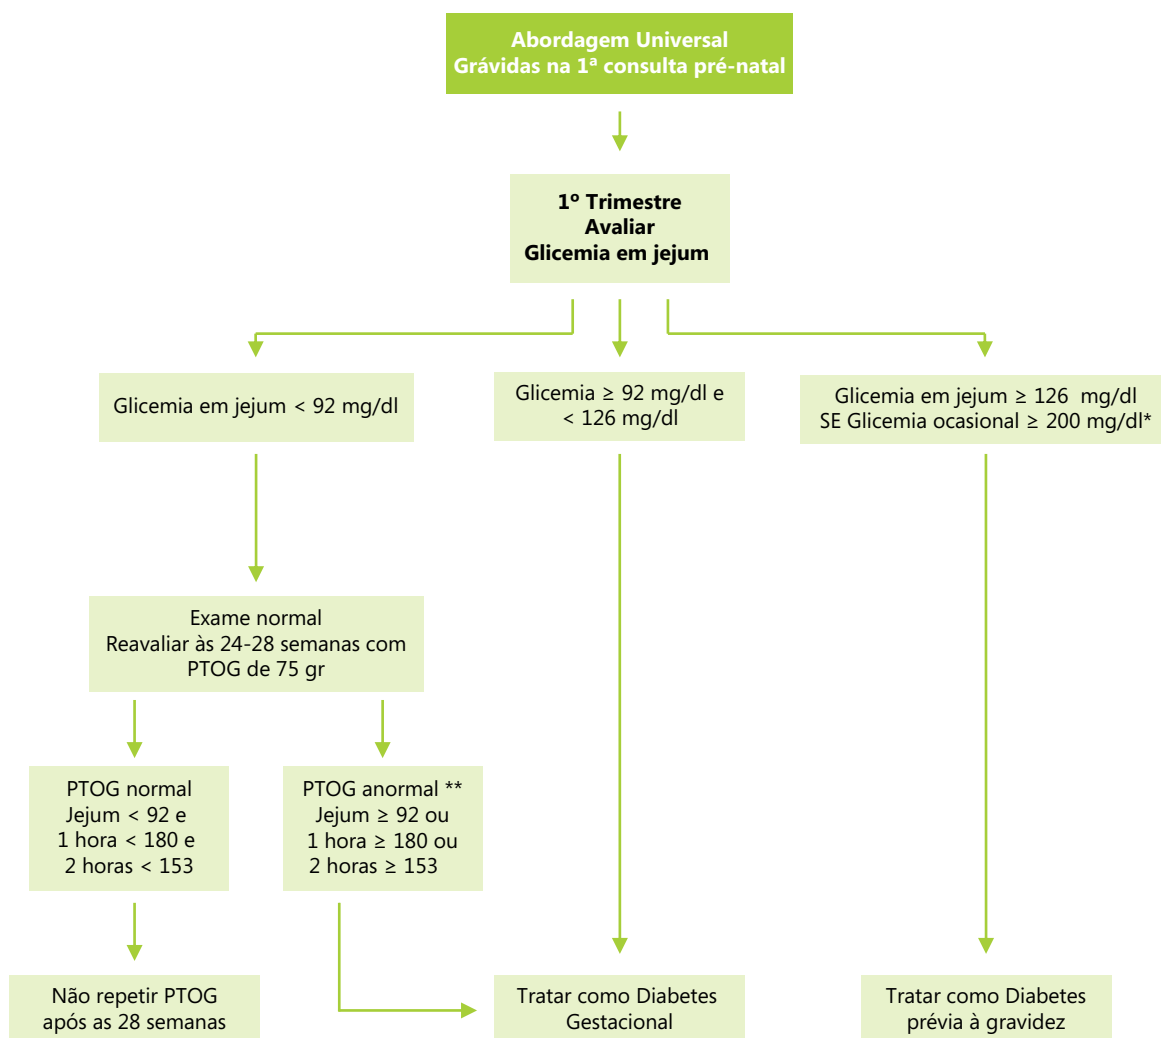 Abordagem Universal
Grávidas na 1ª consulta pré-natal
1º Trimestre
Avaliar
Glicemia em jejum
Glicemia em jejum < 92 mg/dl
Glicemia ≥ 92 mg/dl e
< 126 mg/dl
Glicemia em jejum ≥ 126 mg/dl
SE Glicemia ocasional ≥ 200 mg/dl*
Exame normal
Reavaliar às 24-28 semanas com
PTOG de 75 gr
PTOG normal
Jejum < 92 e
1 hora < 180 e
2 horas < 153
PTOG anormal **
Jejum ≥ 92 ou
1 hora ≥ 180 ou
2 horas ≥ 153
Não repetir PTOG
após as 28 semanas
Tratar como Diabetes
Gestacional
Tratar como Diabetes
prévia à gravidez